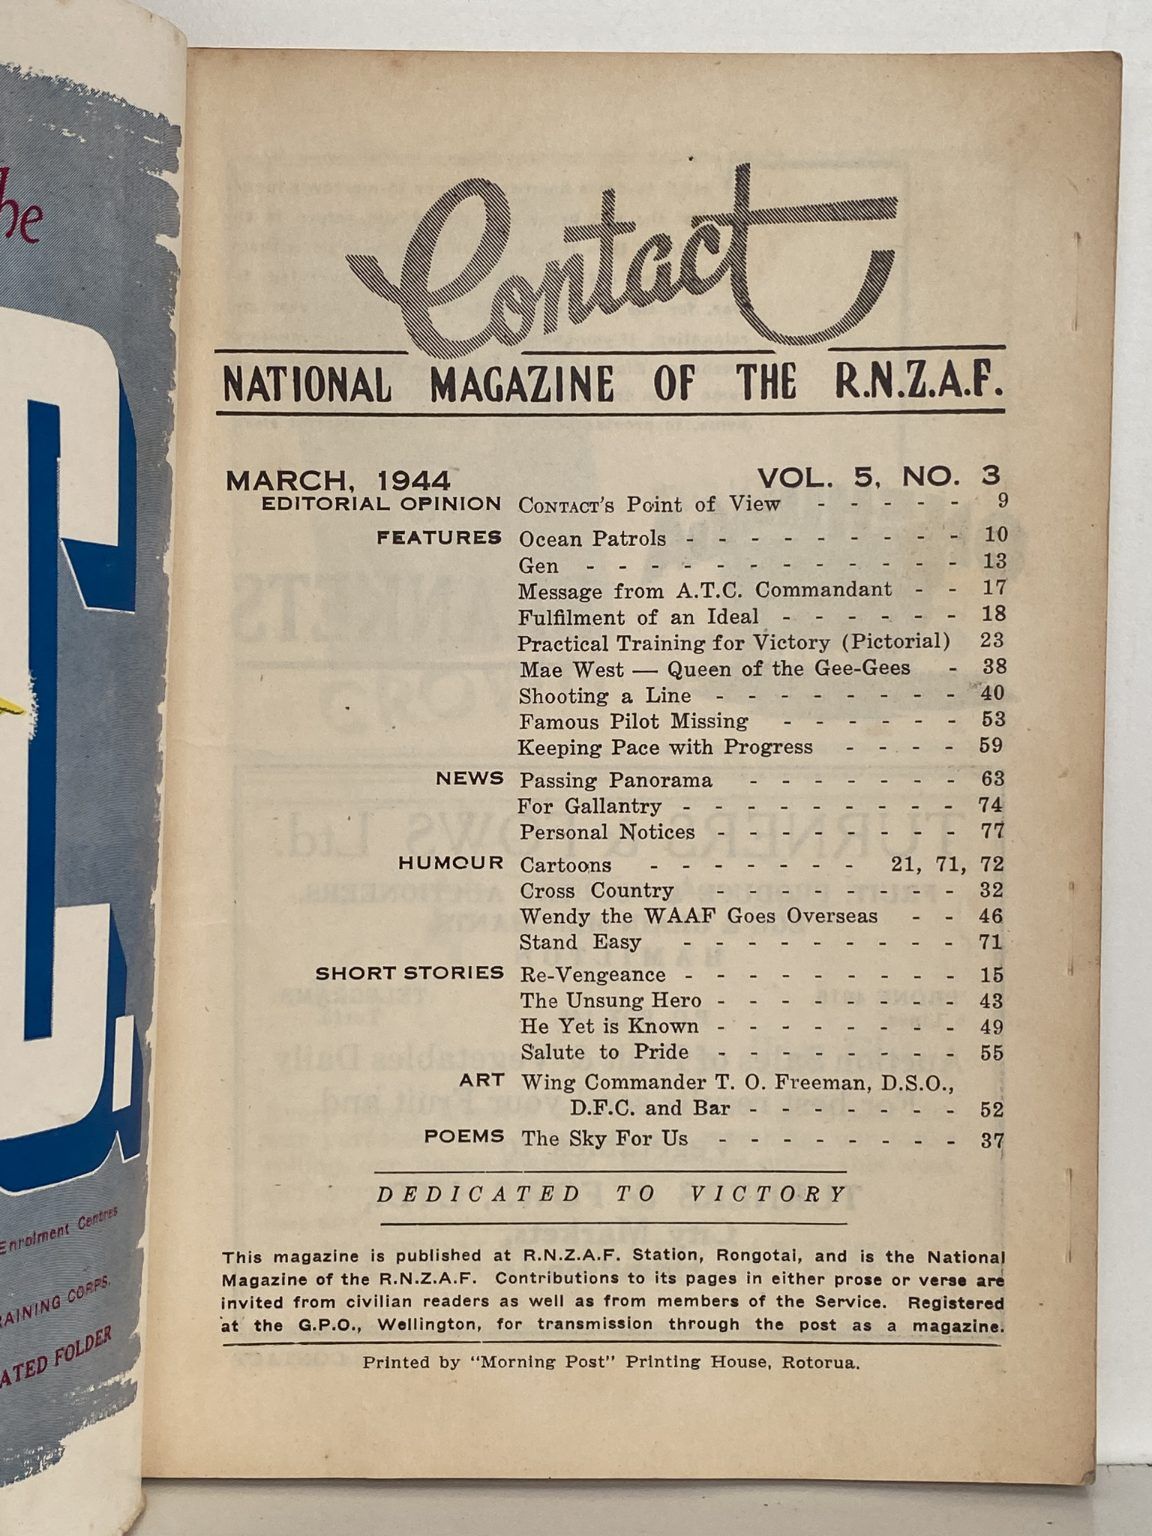 he
C.
Enrolment Centres
TRAINING CORPS.
ATED FOLDER
Contact
NATIONAL MAGAZINE OF THE R.N.Z.A.F.
MARCH, 1944 VOL. 5, NO. 3
EDITORIAL OPINION CONTACT'S Point of View - - - - - 9
FEATURES Ocean Patrols - - - - - - - - - 10
Gen - - - - - - - - - - - - 13
Message from A.T.C. Commandant - - 17
Fulfilment of an Ideal - - - - - - 18
Practical Training for Victory (Pictorial) 23
Mae West — Queen of the Gee-Gees - 38
Shooting a Line - - - - - - - - 40
Famous Pilot Missing - - - - - - 53
Keeping Pace with Progress - - - - 59
NEWS Passing Panorama - - - - - - - 63
For Gallantry - - - - - - - - - 74
Personal Notices - - - - - - - - 77
HUMOUR Cartoons - - - - - - - 21, 71, 72
Cross Country - - - - - - - - 32
Wendy the WAAF Goes Overseas - - 46
Stand Easy - - - - - - - - - 71
SHORT STORIES Re-Vengeance - - - - - - - - - 15
The Unsung Hero - - - - - - - - 43
He Yet is Known - - - - - - - - 49
Salute to Pride - - - - - - - - 55
ART Wing Commander T. O. Freeman, D.S.O.,
D.F.C. and Bar - - - - - - - 52
POEMS The Sky For Us - - - - - - - - 37
DEDICATED TO VICTORY
This magazine is published at R.N.Z.A.F. Station, Rongotai, and is the National
Magazine of the R.N.Z.A.F. Contributions to its pages in either prose or verse are
invited from civilian readers as well as from members of the Service. Registered
at the G.P.O., Wellington, for transmission through the post as a magazine.
Printed by "Morning Post" Printing House, Rotorua.